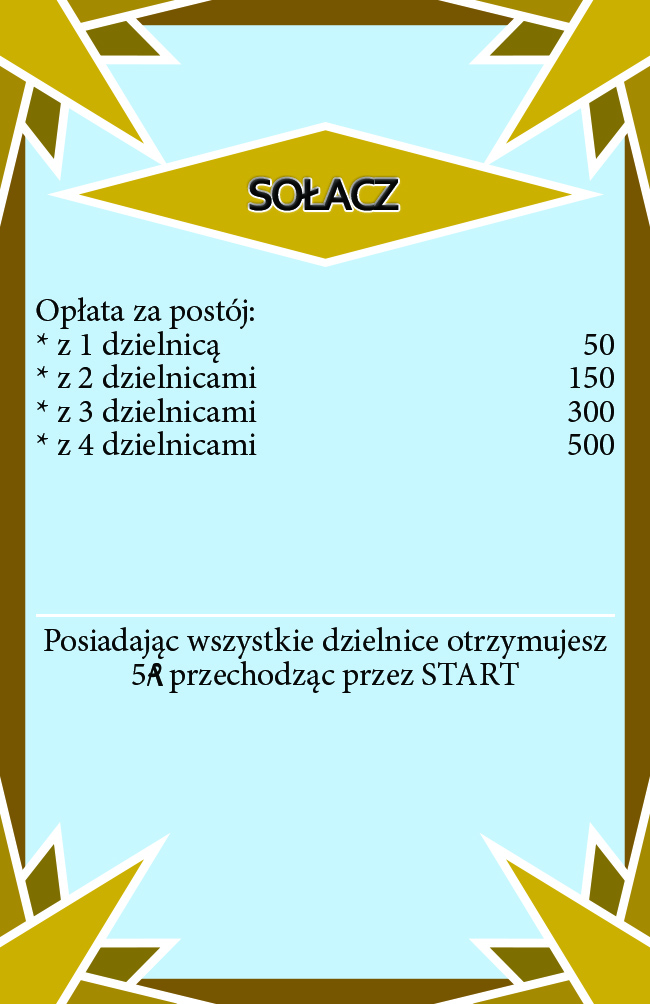 SOŁACZ
Opłata za postój:
* z 1 dzielnicą 50
* z 2 dzielnicami 150
* z 3 dzielnicami 300
* z 4 dzielnicami 500
Posiadając wszystkie dzielnice otrzymujesz
5 przechodząc przez START